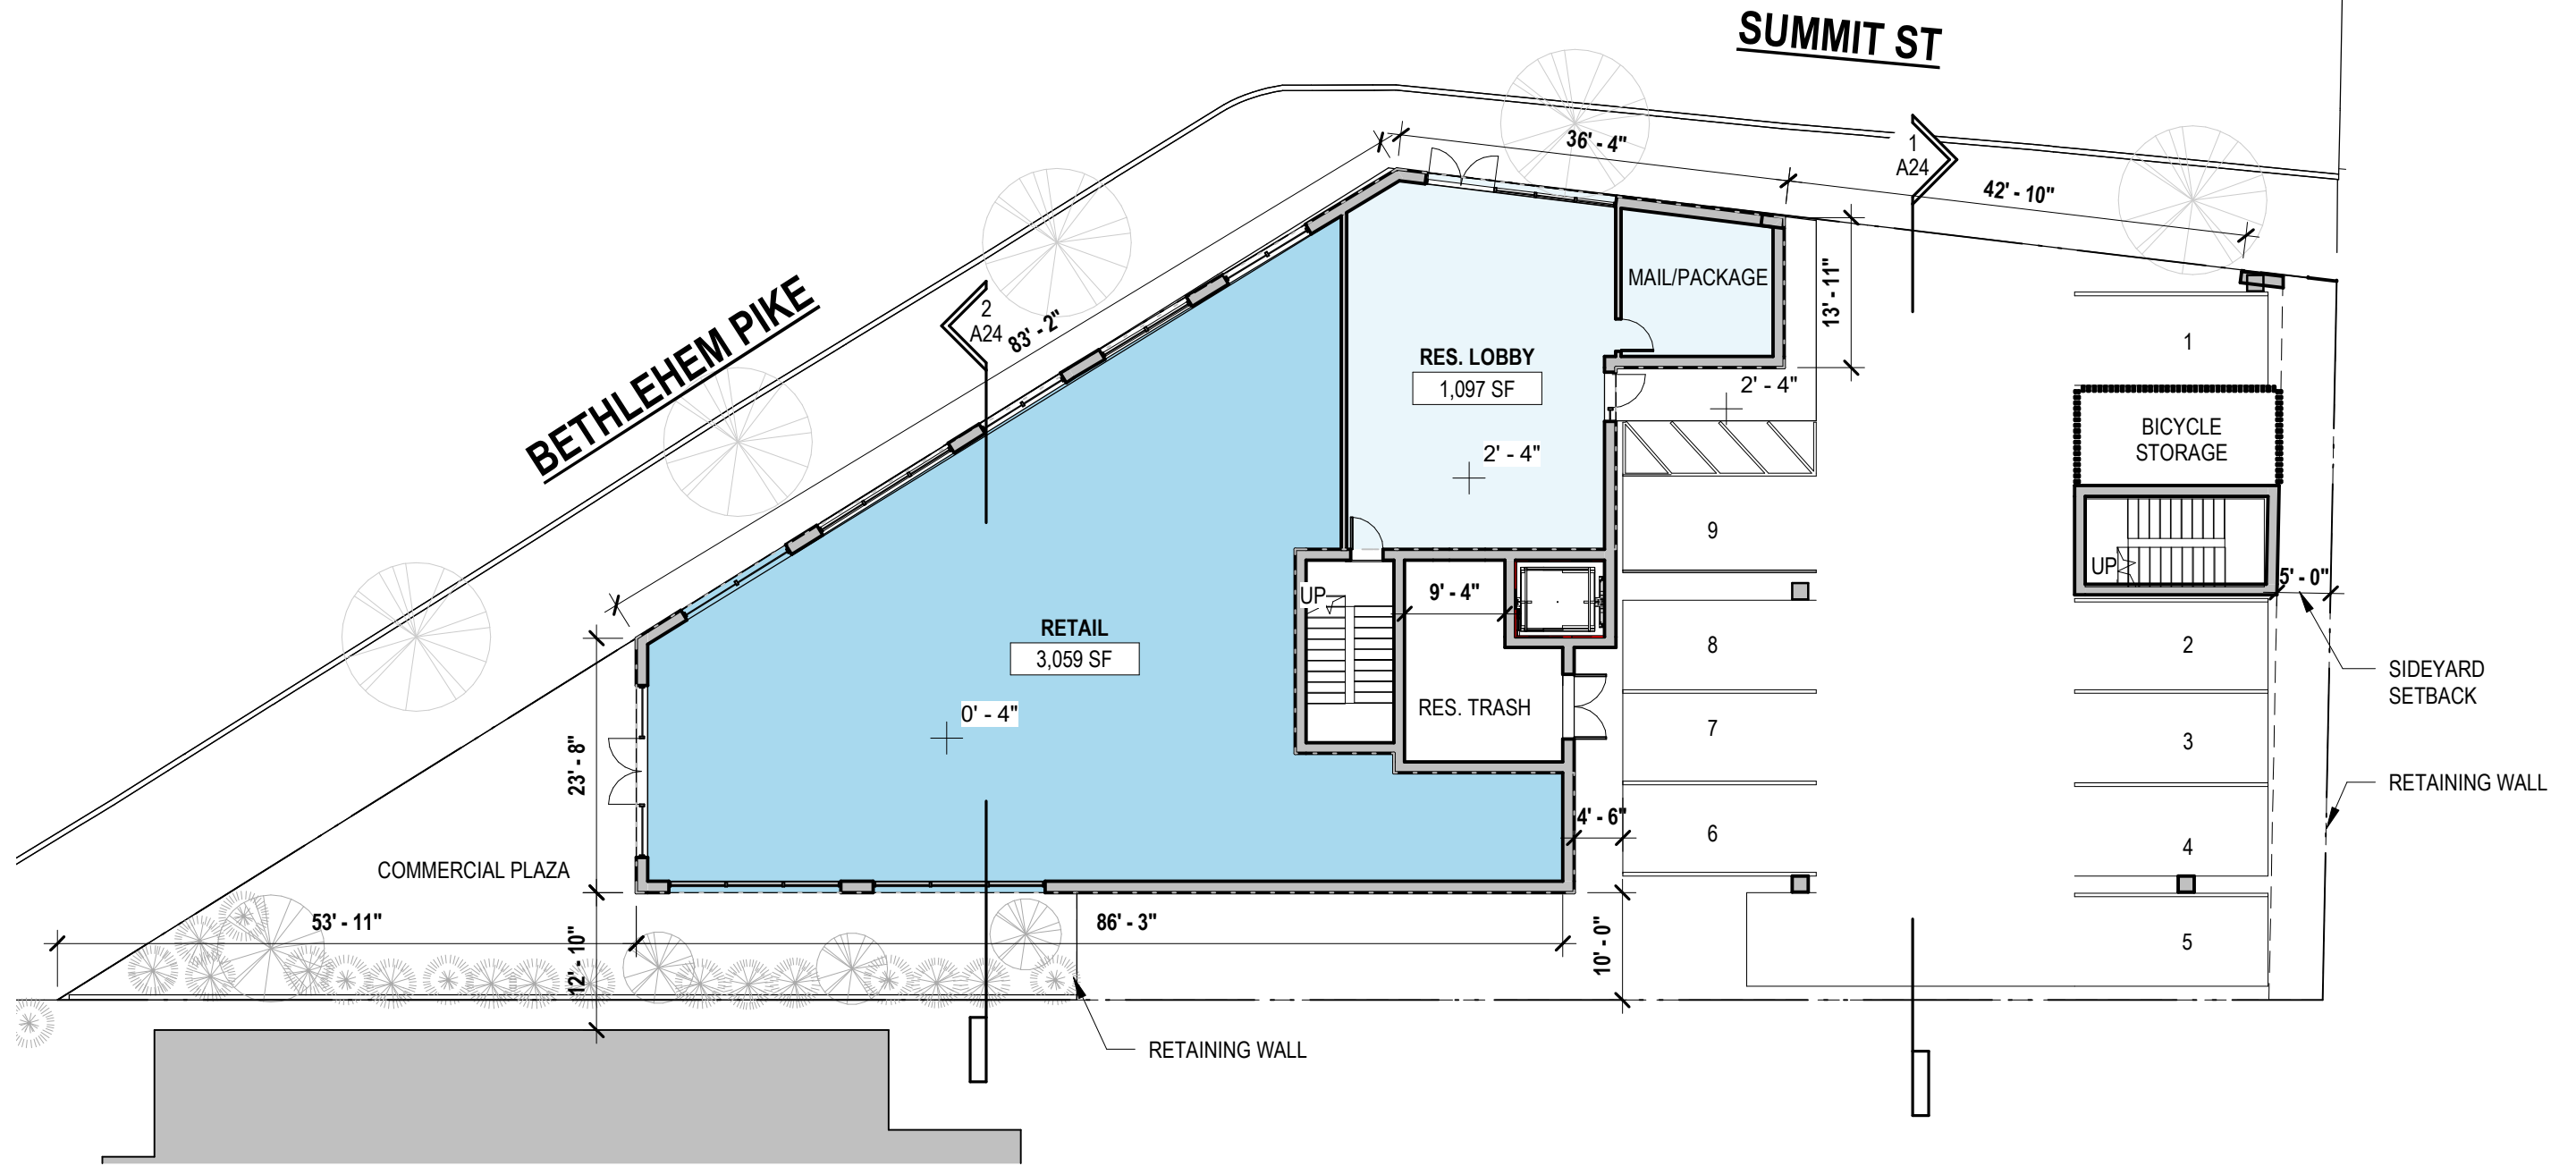 SUMMIT ST
36' - 4"
1
A24
42' - 10"
BETHLEHEM PIKE
2
A24
83' - 2"
MAIL/PACKAGE
13' - 11"
1
RES. LOBBY
1,097 SF
2' - 4"
2' - 4"
BICYCLE
STORAGE
9
UP
5' - 0"
UP
9' - 4"
RETAIL
3,059 SF
8
2
SIDEYARD
SETBACK
0' - 4"
RES. TRASH
7
3
23' - 8"
RETAINING WALL
4' - 6"
6
4
COMMERCIAL PLAZA
53' - 11"
86' - 3"
12' - 10"
10' - 0"
5
RETAINING WALL